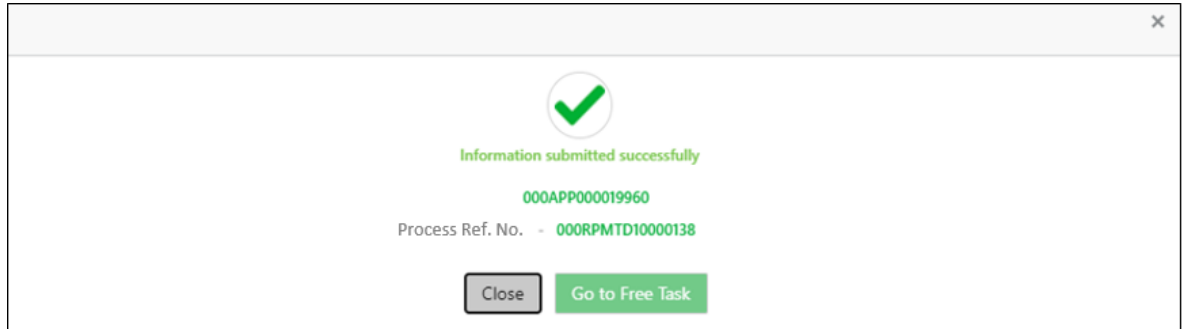 Information submitted successfully
000APP000019960
Process Ref. No. - 000RPMTD10000138
Close Go to Free Task